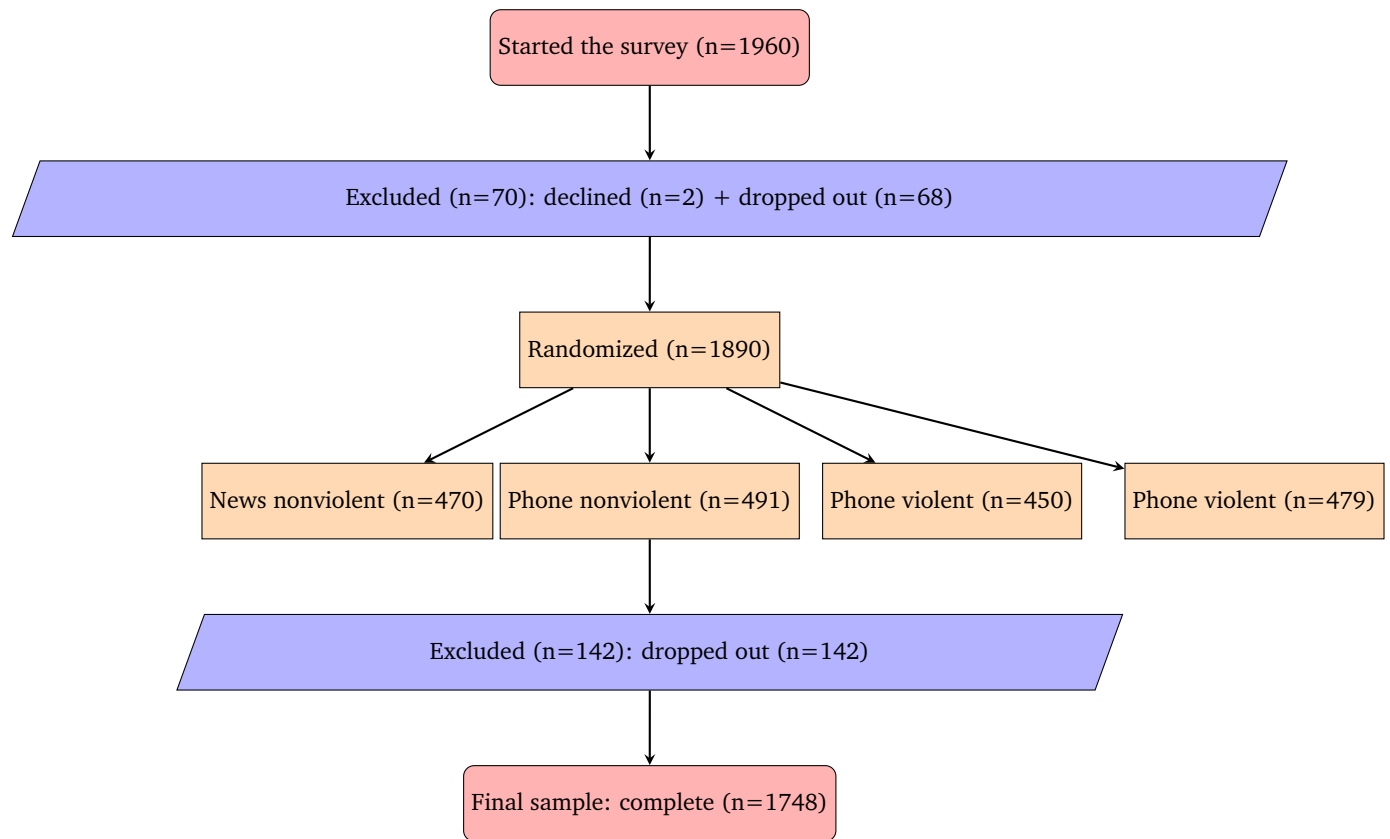 Started the survey (n=1960)
Excluded (n=70): declined (n=2) + dropped out (n=68)
Randomized (n=1890)
News nonviolent (n=470)
Phone nonviolent (n=491)
Phone violent (n=450)
Phone violent (n=479)
Excluded (n=142): dropped out (n=142)
Final sample: complete (n=1748)